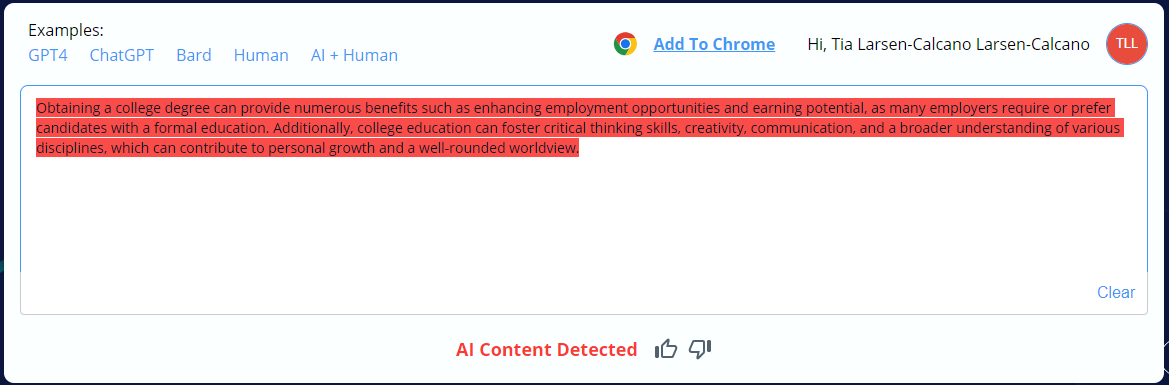 Examples:
GPT4 ChatGPT Bard Human AI + Human
Add To Chrome
Hi, Tia Larsen-Calcano Larsen-Calcano
TLL
Obtaining a college degree can provide numerous benefits such as enhancing employment opportunities and earning potential, as many employers require or prefer
candidates with a formal education. Additionally, college education can foster critical thinking skills, creativity, communication, and a broader understanding of various
disciplines, which can contribute to personal growth and a well-rounded worldview.
Clear
AI Content Detected